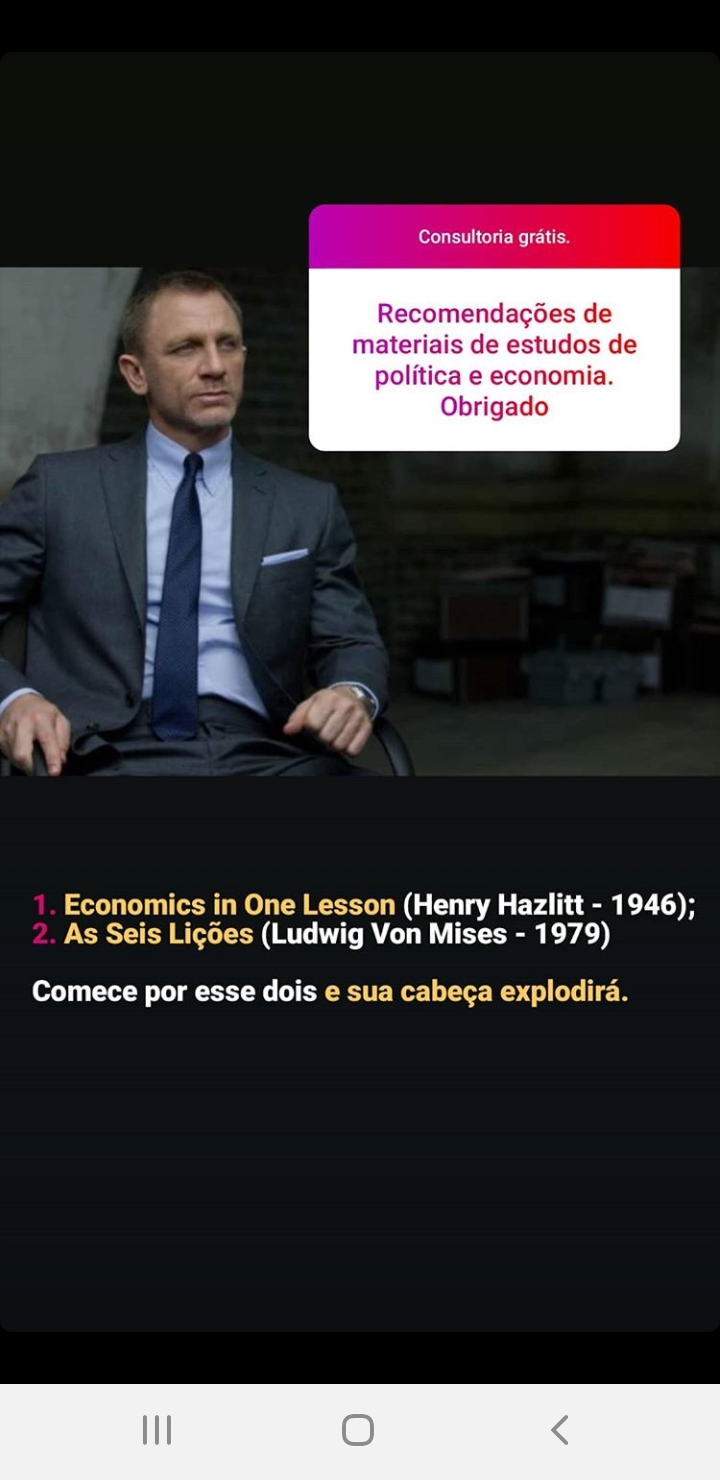 Consultoria grátis.
Recomendações de
materiais de estudos de
política e economia.
Obrigado
1. Economics in One Lesson (Henry Hazlitt - 1946);
2. As Seis Lições (Ludwig Von Mises - 1979)
Comece por esse dois e sua cabeça explodirá.